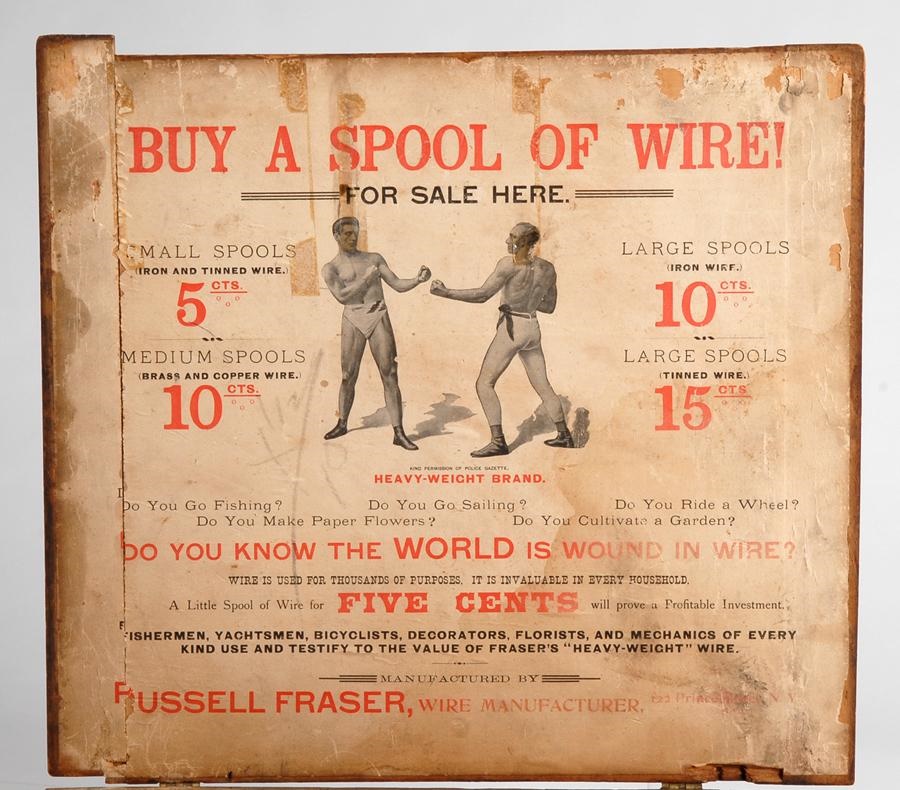 BUY A SPOOL OF WIRE!
FOR SALE HERE.
SMALL SPOOLS
(IRON AND TINNED WIRE.)
5 CTS.
MEDIUM SPOOLS
(BRASS AND COPPER WIRE.)
10 CTS.
LARGE SPOOLS
(IRON WIRE.)
10 CTS.
LARGE SPOOLS
(TINNED WIRE.)
15 CTS.
KIND PERMISSION OF POLICE GAZETTE.
HEAVY-WEIGHT BRAND.
Do You Go Fishing? Do You Go Sailing? Do You Ride a Wheel?
Do You Make Paper Flowers? Do You Cultivate a Garden?
DO YOU KNOW THE WORLD IS WOUND IN WIRE?
WIRE IS USED FOR THOUSANDS OF PURPOSES. IT IS INVALUABLE IN EVERY HOUSEHOLD.
A Little Spool of Wire for FIVE CENTS will prove a Profitable Investment.
FISHERMEN, YACHTSMEN, BICYCLISTS, DECORATORS, FLORISTS, AND MECHANICS OF EVERY
KIND USE AND TESTIFY TO THE VALUE OF FRASER'S "HEAVY-WEIGHT" WIRE.
MANUFACTURED BY
RUSSELL FRASER, WIRE MANUFACTURER, N. Y.